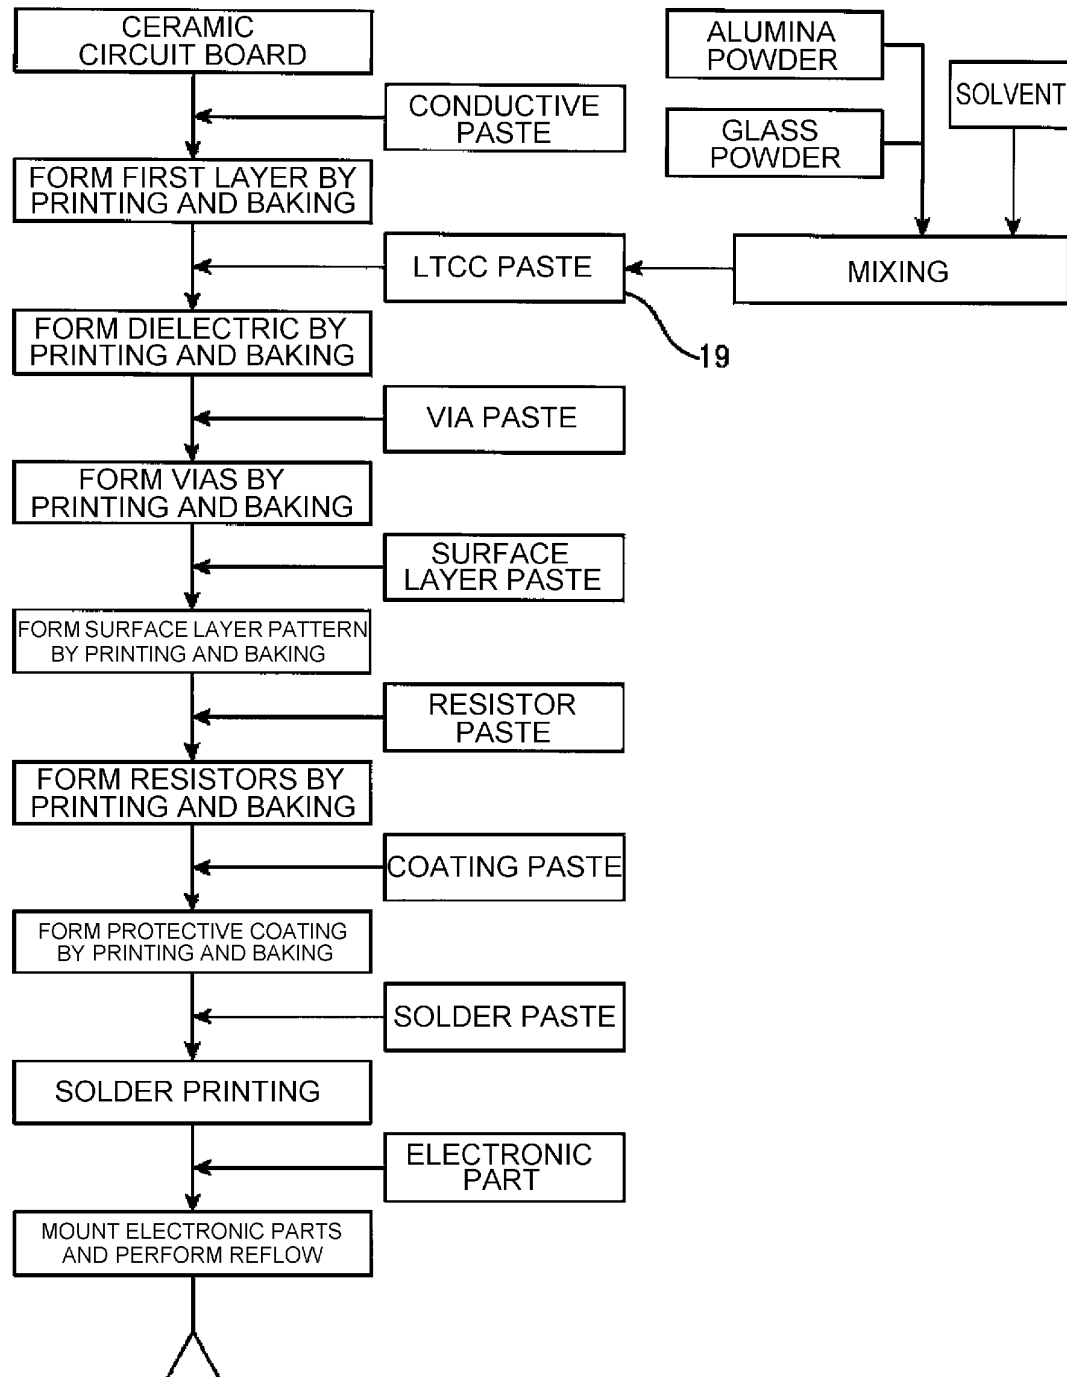 CERAMIC
CIRCUIT BOARD
CONDUCTIVE
PASTE
FORM FIRST LAYER BY
PRINTING AND BAKING
ALUMINA
POWDER
GLASS
POWDER
SOLVENT
MIXING
LTCC PASTE
19
FORM DIELECTRIC BY
PRINTING AND BAKING
VIA PASTE
FORM VIAS BY
PRINTING AND BAKING
SURFACE
LAYER PASTE
FORM SURFACE LAYER PATTERN
BY PRINTING AND BAKING
RESISTOR
PASTE
FORM RESISTORS BY
PRINTING AND BAKING
COATING PASTE
FORM PROTECTIVE COATING
BY PRINTING AND BAKING
SOLDER PASTE
SOLDER PRINTING
ELECTRONIC
PART
MOUNT ELECTRONIC PARTS
AND PERFORM REFLOW